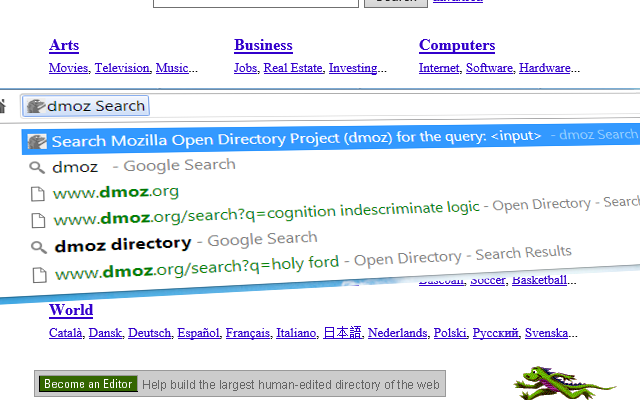 Search
Arts Business Computers
Movies, Television, Music... Jobs, Real Estate, Investing... Internet, Software, Hardware...
dmoz Search
Search Mozilla Open Directory Project (dmoz) for the query: <input> - dmoz Search
dmoz - Google Search
www.dmoz.org
www.dmoz.org/search?q=cognition indescriminate logic - Open Directory - Searc
dmoz directory - Google Search
www.dmoz.org/search?q=holy ford - Open Directory - Search Results
Baseball, Soccer, Basketball...
World
Català, Dansk, Deutsch, Español, Français, Italiano, 日本語, Nederlands, Polski, Русский, Svenska...
Become an Editor Help build the largest human-edited directory of the web